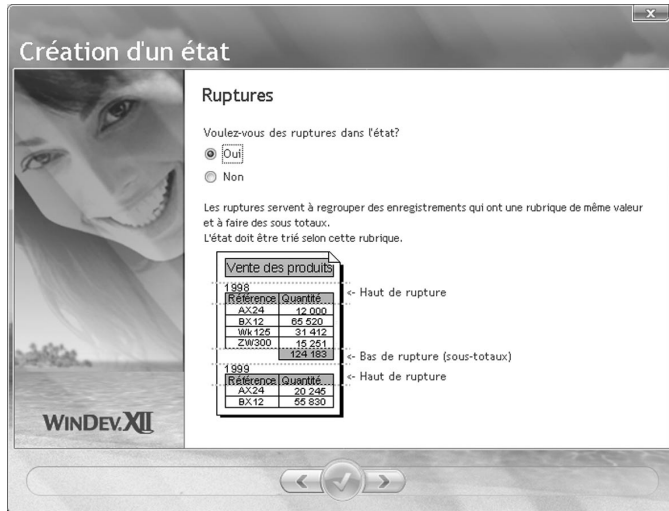 x
Création d'un état
Ruptures
Voulez-vous des ruptures dans l'état?
Oui
Non
Les ruptures servent à regrouper des enregistrements qui ont une rubrique de même valeur
et à faire des sous totaux.
L'état doit être trié selon cette rubrique.
Vente des produits
1998
Référence Quantité
<- Haut de rupture
AX24 12 000
BX12 65 520
Wk125 31 412
ZW300 15 251
124 183
<- Bas de rupture (sous-totaux)
1999
Référence Quantité
<- Haut de rupture
AX24 20 245
BX12 55 830
WINDEV.XII